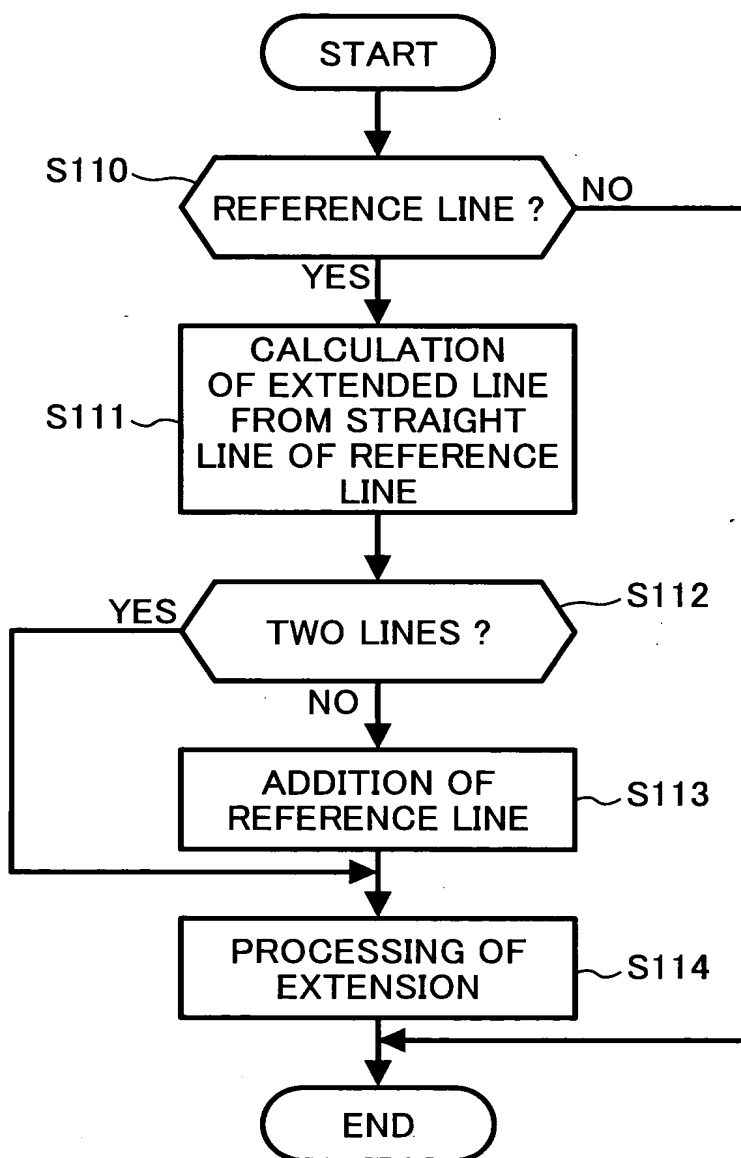 START
S110
REFERENCE LINE ?
NO
YES
CALCULATION
OF EXTENDED LINE
FROM STRAIGHT
LINE OF REFERENCE
LINE
S111
YES
TWO LINES ?
S112
NO
ADDITION OF
REFERENCE LINE
S113
PROCESSING OF
EXTENSION
S114
END